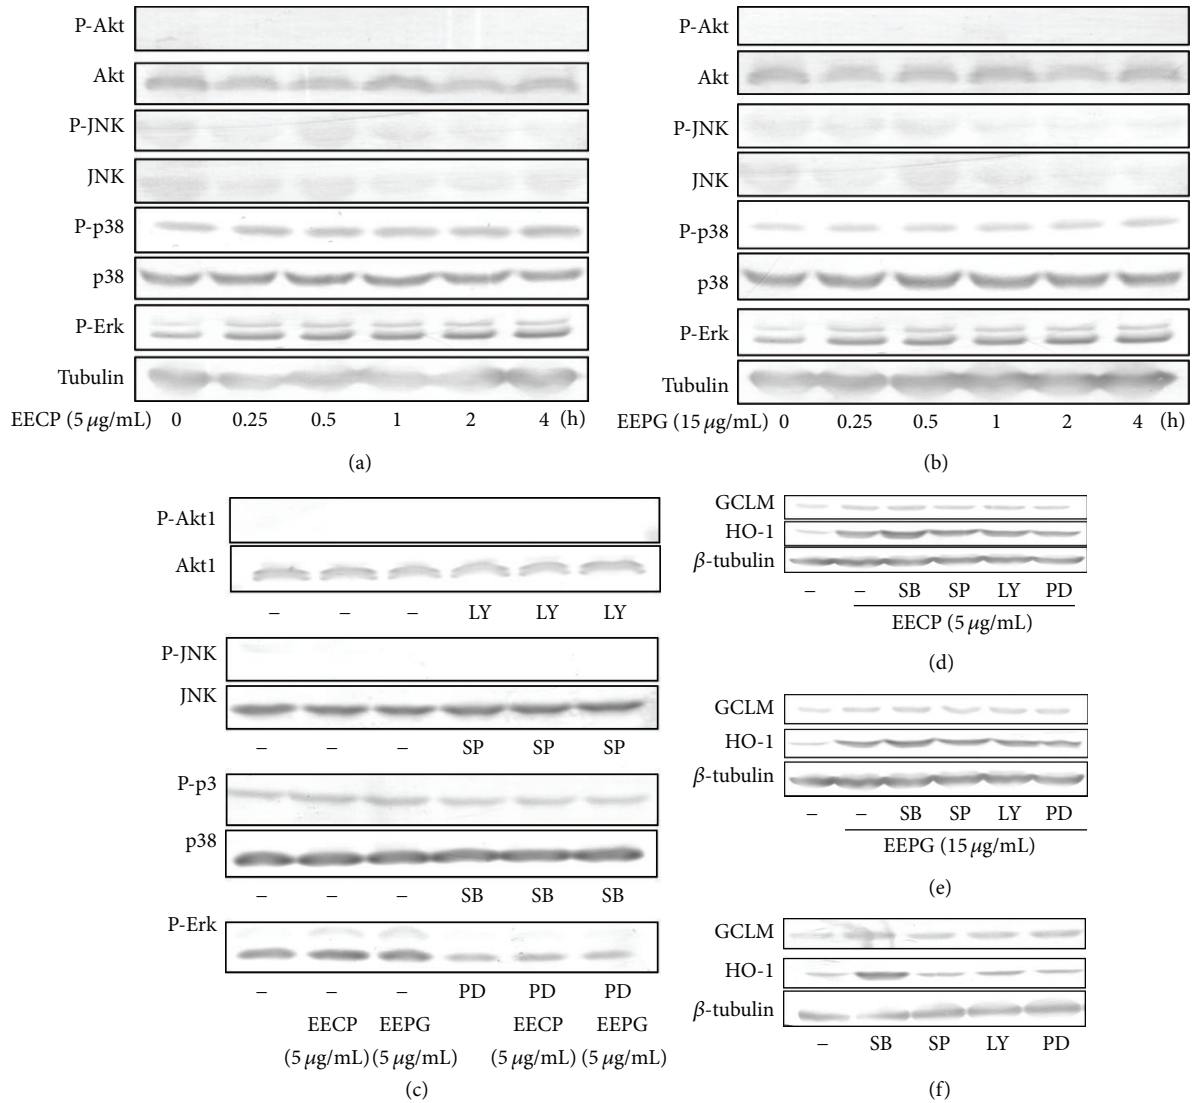 P-Akt
Akt
P-JNK
JNK
P-p38
p38
P-Erk
Tubulin
EECP (5 μg/mL) 0 0.25 0.5 1 2 4 (h)
(a)
P-Akt
Akt
P-JNK
JNK
P-p38
p38
P-Erk
Tubulin
EEPG (15 μg/mL) 0 0.25 0.5 1 2 4 (h)
(b)
P-Akt1
Akt1
– – – LY LY LY
P-JNK
JNK
– – – SP SP SP
P-p3
p38
– – – SB SB SB
P-Erk
– – – PD PD PD
EECP EEPG EECP EEPG
(5 μg/mL) (5 μg/mL) (5 μg/mL) (5 μg/mL)
(c)
GCLM
HO-1
β-tubulin
– – SB SP LY PD
EECP (5 μg/mL)
(d)
GCLM
HO-1
β-tubulin
– – SB SP LY PD
EEPG (15 μg/mL)
(e)
GCLM
HO-1
β-tubulin
– SB SP LY PD
(f)